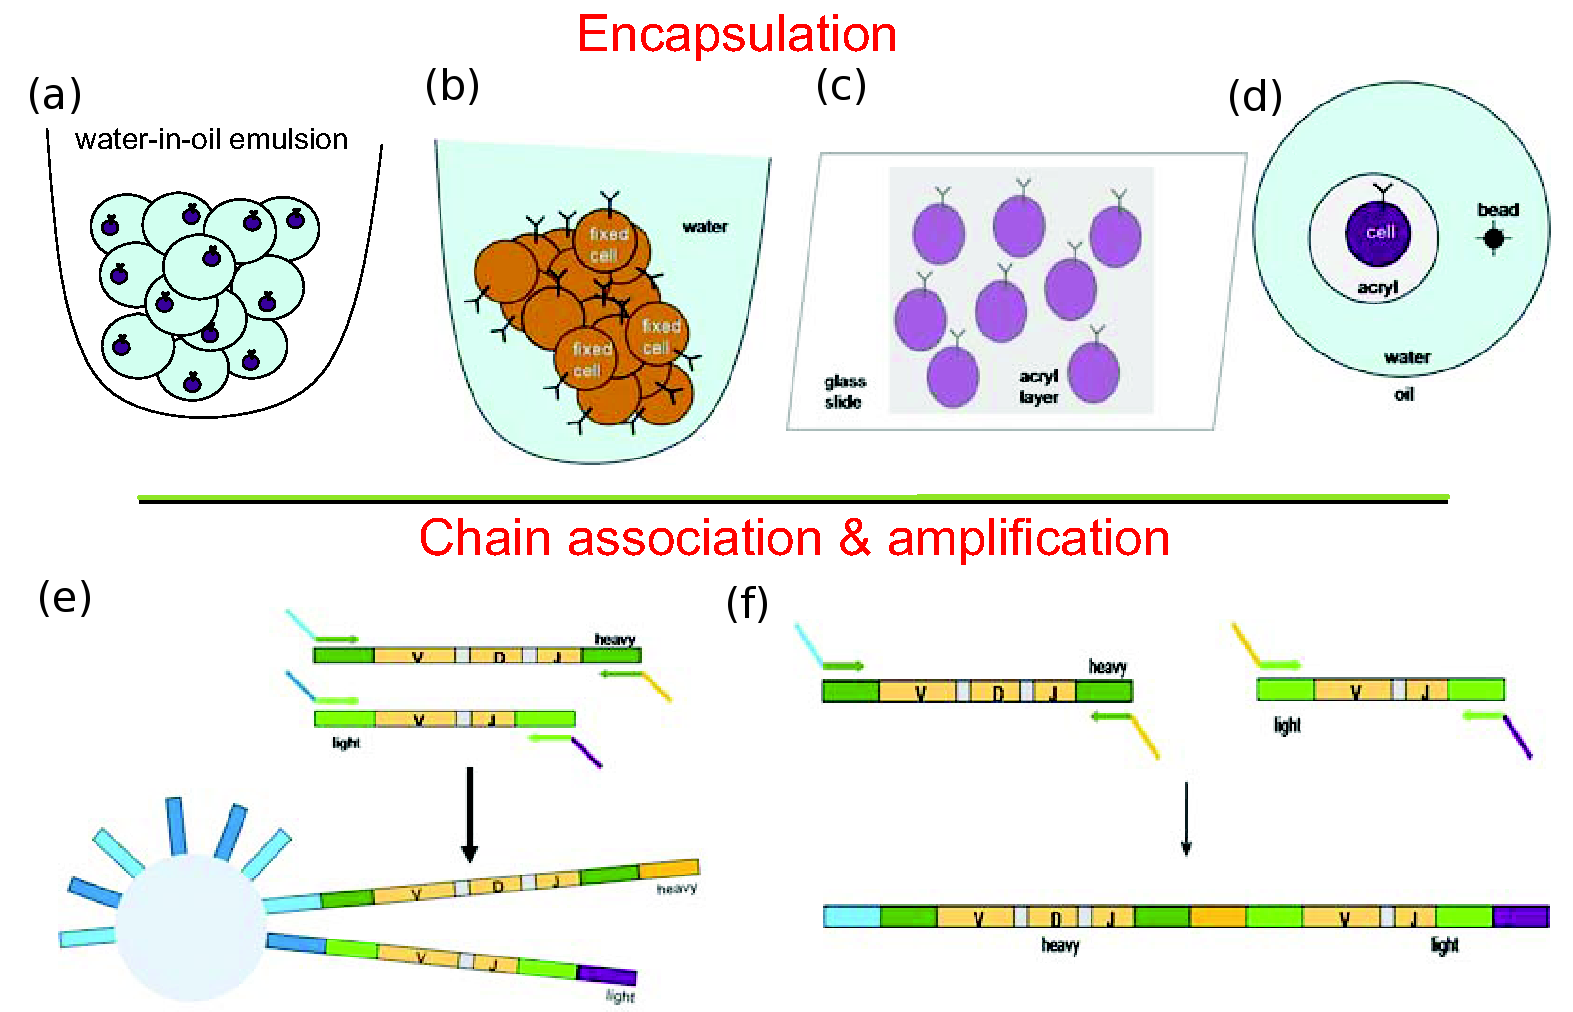 Encapsulation
(a)
water-in-oil emulsion
(b)
water
fixed
cell
fixed
cell
fixed
cell
(c)
glass
slide
acryl
layer
(d)
cell
acryl
bead
water
oil
Chain association & amplification
(e)
heavy
V D J
V J
light
V D J
heavy
V J
light
(f)
heavy
V D J
V J
light
V D J V J
heavy light